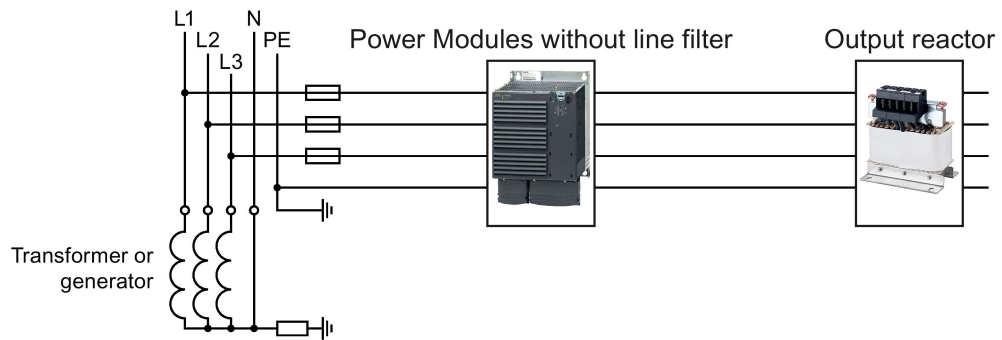 L1
L2
L3
N
PE
Power Modules without line filter
Output reactor
Transformer or
generator